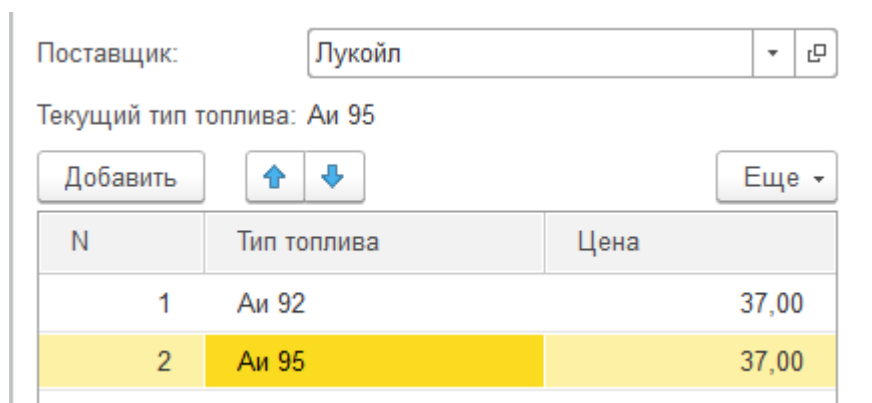 Поставщик: Лукойл
Текущий тип топлива: Аи 95
Добавить Еще
N Тип топлива Цена
1 Аи 92 37,00
2 Аи 95 37,00